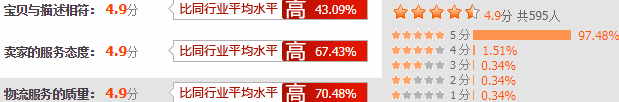 宝贝与描述相符： 4.9分 比同行业平均水平 高 43.09%
卖家的服务态度： 4.9分 比同行业平均水平 高 67.43%
物流服务的质量： 4.9分 比同行业平均水平 高 70.48%
4.9分 共595人
5分 97.48%
4分 1.51%
3分 0.34%
2分 0.34%
1分 0.34%